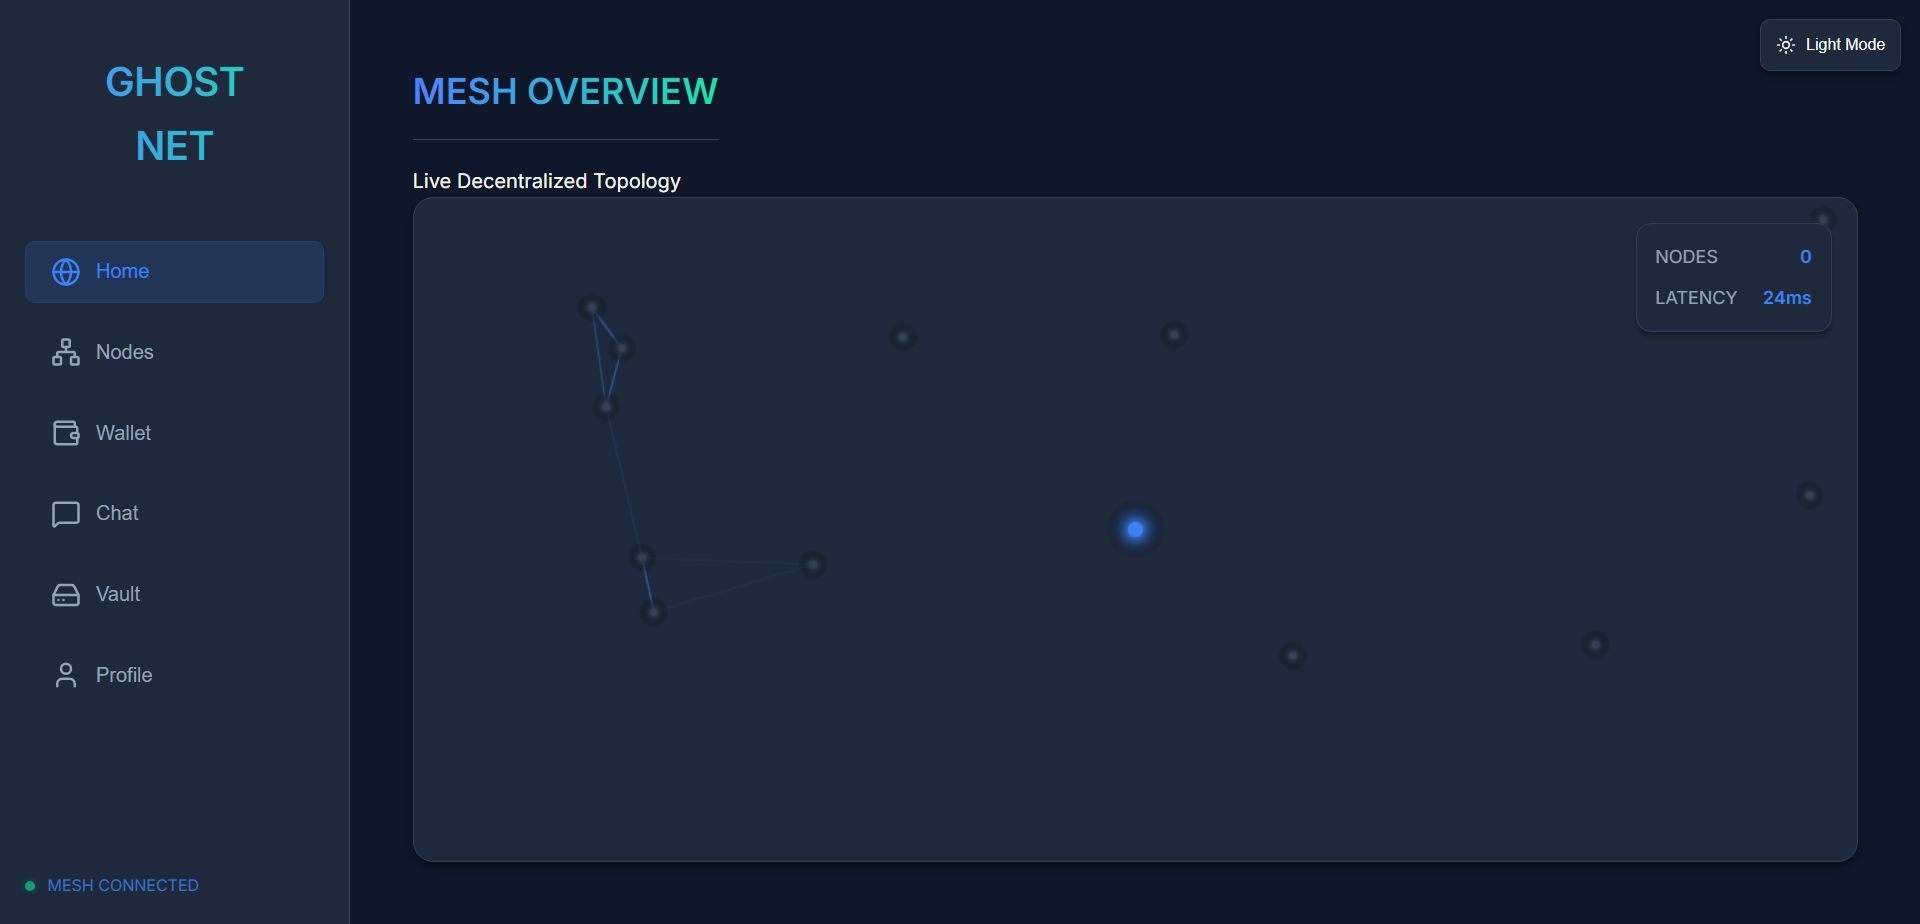 GHOST
NET
Home
Nodes
Wallet
Chat
Vault
Profile
MESH CONNECTED
Light Mode
MESH OVERVIEW
Live Decentralized Topology
NODES 0
LATENCY 24ms